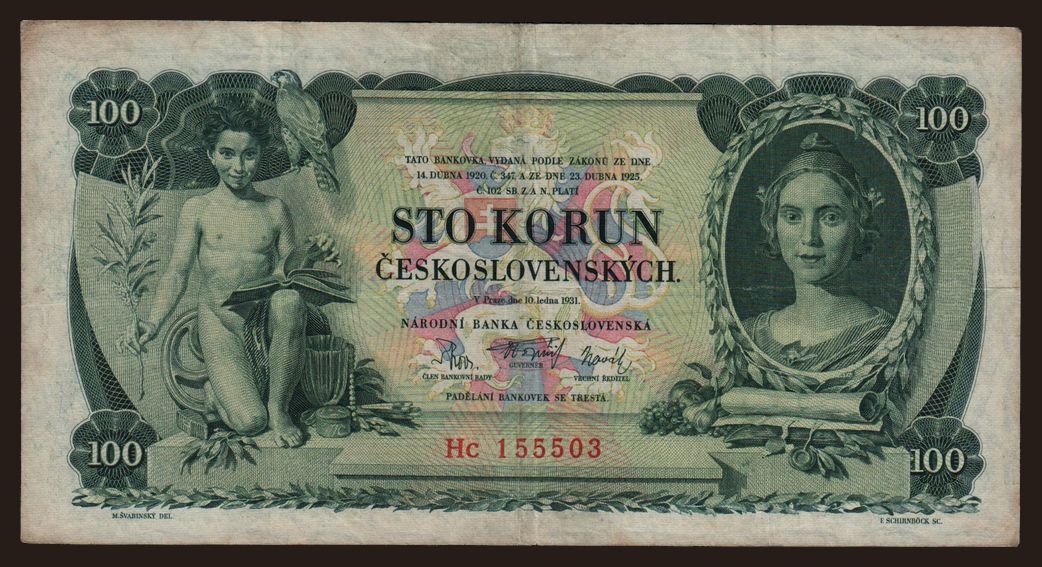 100
100
TATO BANKOVKA, VYDANÁ PODLE ZÁKONŮ ZE DNE
14. DUBNA 1920, Č. 347, A ZE DNE 23. DUBNA 1925,
Č. 102 SB. Z. A N., PLATÍ
STO KORUN
ČESKOSLOVENSKÝCH.
V Praze dne 10. ledna 1931.
NÁRODNÍ BANKA ČESKOSLOVENSKÁ
ČLEN BANKOVNÍ RADY
GUVERNÉR
VRCHNÍ ŘEDITEL
PADĚLÁNÍ BANKOVEK SE TRESTÁ.
Hc 155503
100
100
M. ŠVABINSKÝ DEL.
F. SCHIRNBÖCK SC.